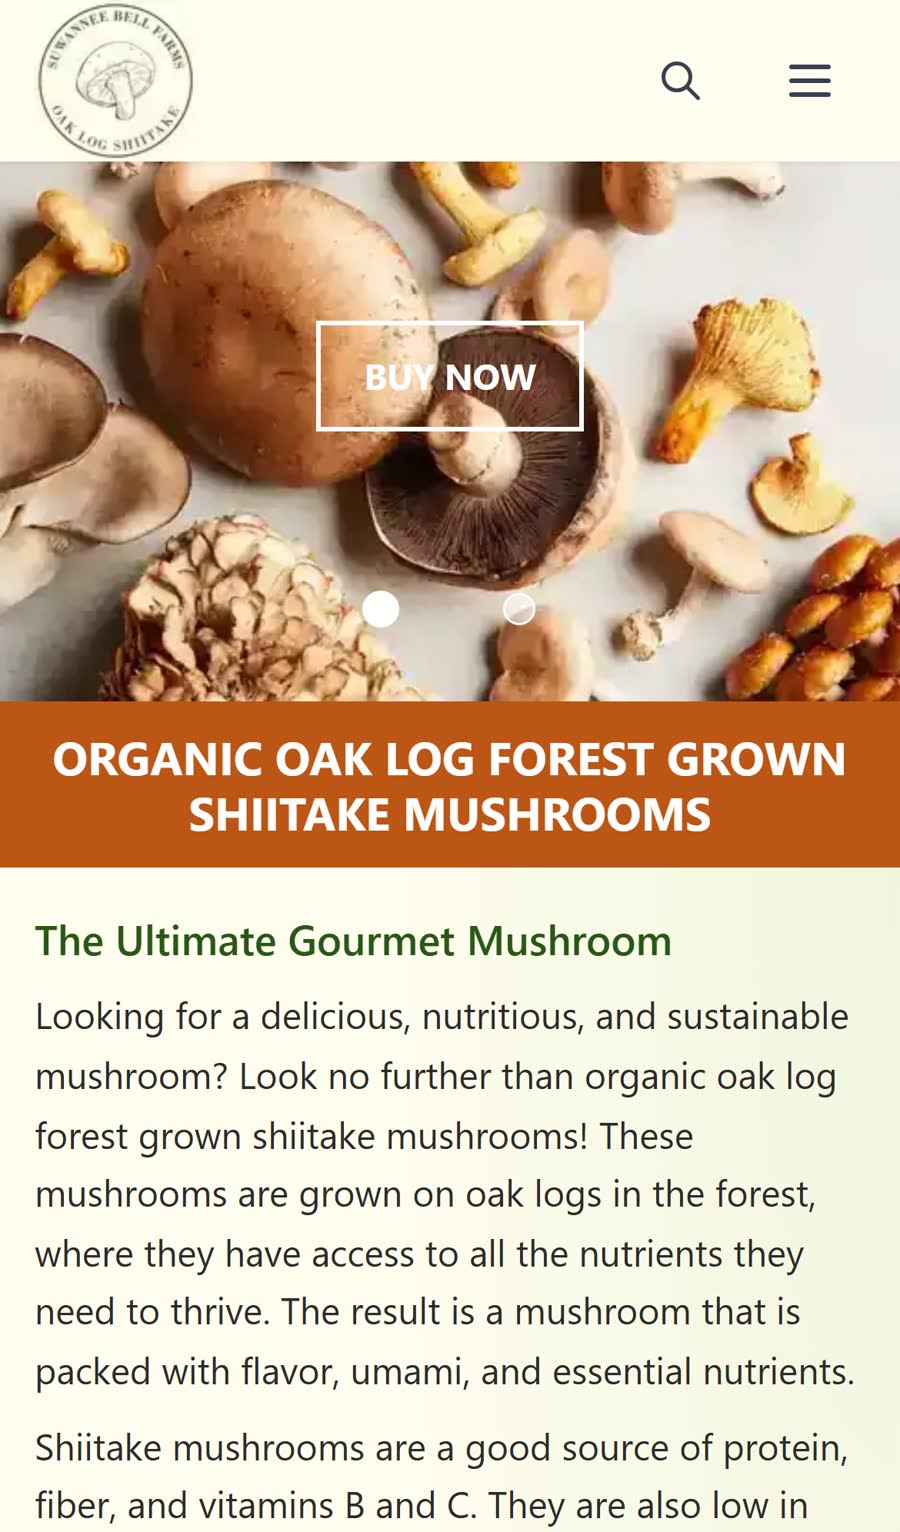 SUWANNEE BELL FARMS
OAK LOG SHIITAKE
BUY NOW
ORGANIC OAK LOG FOREST GROWN
SHIITAKE MUSHROOMS
The Ultimate Gourmet Mushroom
Looking for a delicious, nutritious, and sustainable
mushroom? Look no further than organic oak log
forest grown shiitake mushrooms! These
mushrooms are grown on oak logs in the forest,
where they have access to all the nutrients they
need to thrive. The result is a mushroom that is
packed with flavor, umami, and essential nutrients.
Shiitake mushrooms are a good source of protein,
fiber, and vitamins B and C. They are also low in